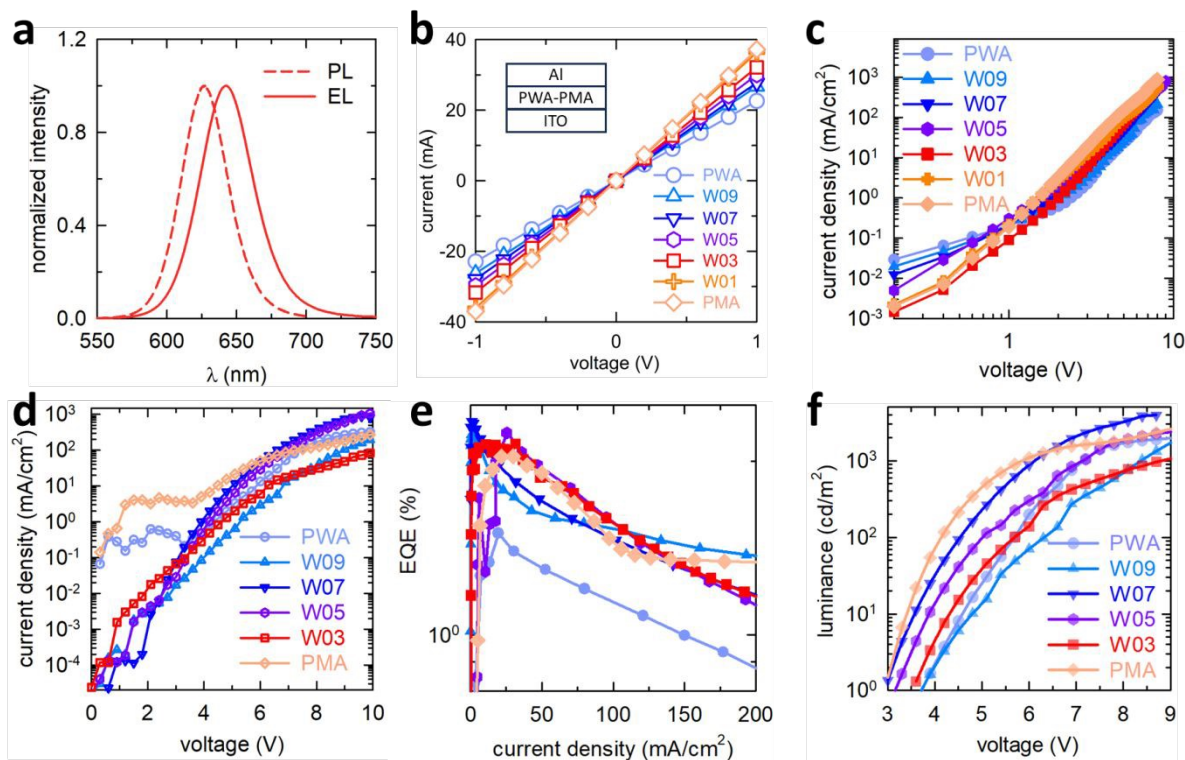 a
1.2
0.9
0.6
0.3
0.0
550
600
650
700
750
normalized intensity
λ (nm)
PL
EL
b
40
20
0
-20
-40
-1
0
1
current (mA)
voltage (V)
Al
PWA-PMA
ITO
PWA
W09
W07
W05
W03
W01
PMA
c
10³
10²
10¹
10⁰
10⁻¹
10⁻²
10⁻³
1
10
current density (mA/cm²)
voltage (V)
PWA
W09
W07
W05
W03
W01
PMA
d
10³
10²
10¹
10⁰
10⁻¹
10⁻²
10⁻³
10⁻⁴
0
2
4
6
8
10
current density (mA/cm²)
voltage (V)
PWA
W09
W07
W05
W03
PMA
e
10⁰
0
50
100
150
200
EQE (%)
current density (mA/cm²)
f
10³
10²
10¹
10⁰
3
4
5
6
7
8
9
luminance (cd/m²)
voltage (V)
PWA
W09
W07
W05
W03
PMA